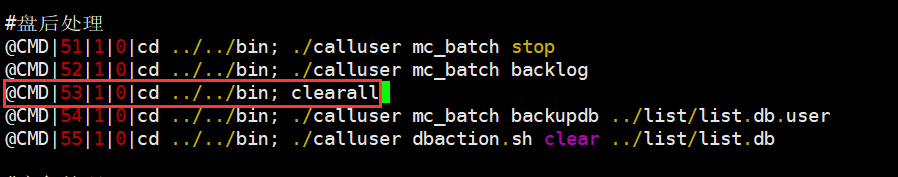 #盘后处理
@CMD|51|1|0|cd ../../bin; ./calluser mc_batch stop
@CMD|52|1|0|cd ../../bin; ./calluser mc_batch backlog
@CMD|53|1|0|cd ../../bin; clearall
@CMD|54|1|0|cd ../../bin; ./calluser mc_batch backupdb ../list/list.db.user
@CMD|55|1|0|cd ../../bin; ./calluser dbaction.sh clear ../list/list.db